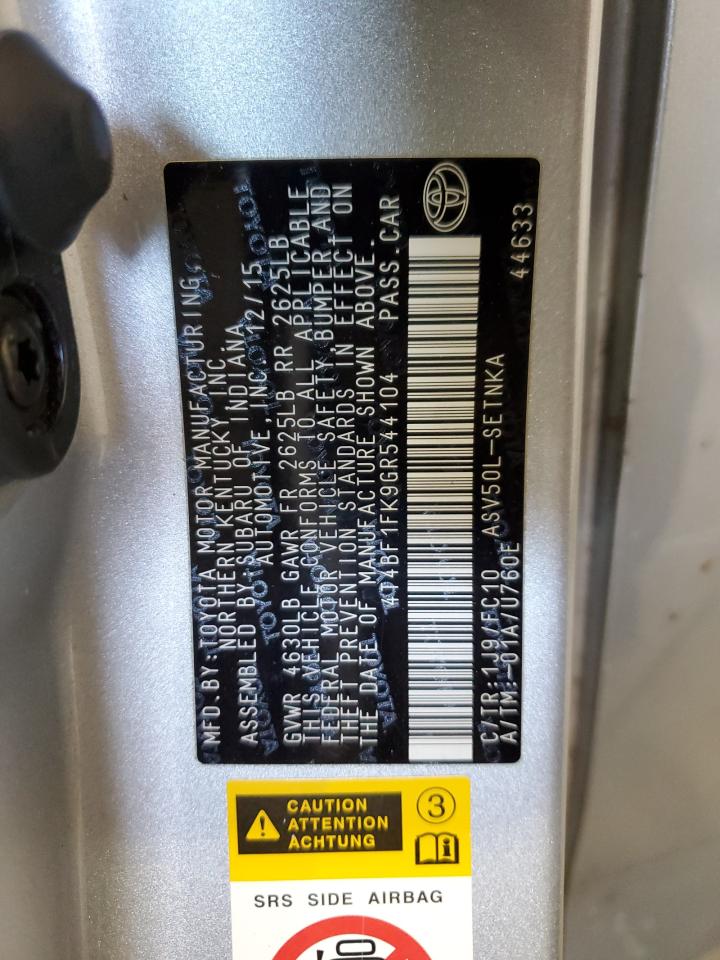 MFD. BY: TOYOTA MOTOR MANUFACTURING
NORTHERN KENTUCKY INC.
ASSEMBLED BY: SUBARU OF INDIANA
AUTOMOTIVE, INC. 12/15
GVWR 4630LB GAWR FR 2625LB RR 2625LB
THIS VEHICLE CONFORMS TO ALL APPLICABLE
FEDERAL MOTOR VEHICLE SAFETY, BUMPER, AND
THEFT PREVENTION STANDARDS IN EFFECT ON
THE DATE OF MANUFACTURE SHOWN ABOVE.
4T4BF1FK9GR544104 PASS.CAR
C/TR: 1J9/FC10 ASV50L-SETNKA
A/TM: -01A/U760E 44633
CAUTION
ATTENTION
ACHTUNG
3
SRS SIDE AIRBAG